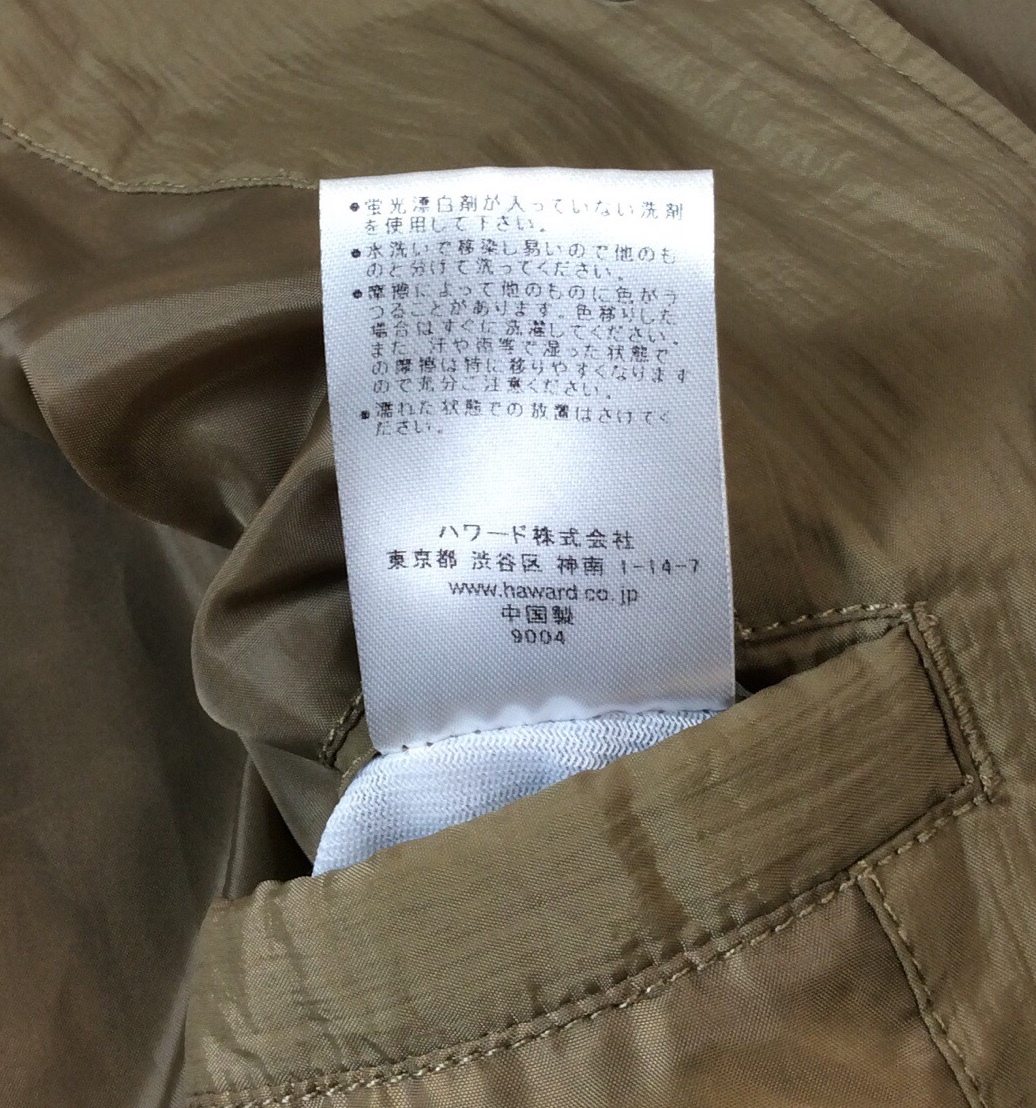 ●蛍光漂白剤が入っていない洗剤
を使用して下さい。
●水洗いで移染し易いので他のも
のと分けて洗ってください。
●摩擦によって他のものに色がう
つることがあります。色移りした
場合はすぐに洗濯してください。
また、汗や雨等で湿った状態で
の摩擦は特に移りやすくなります
ので充分ご注意ください。
●濡れた状態での放置はさけてく
ださい。
ハワード株式会社
東京都 渋谷区 神南 1-14-7
www.haward.co.jp
中国製
9004